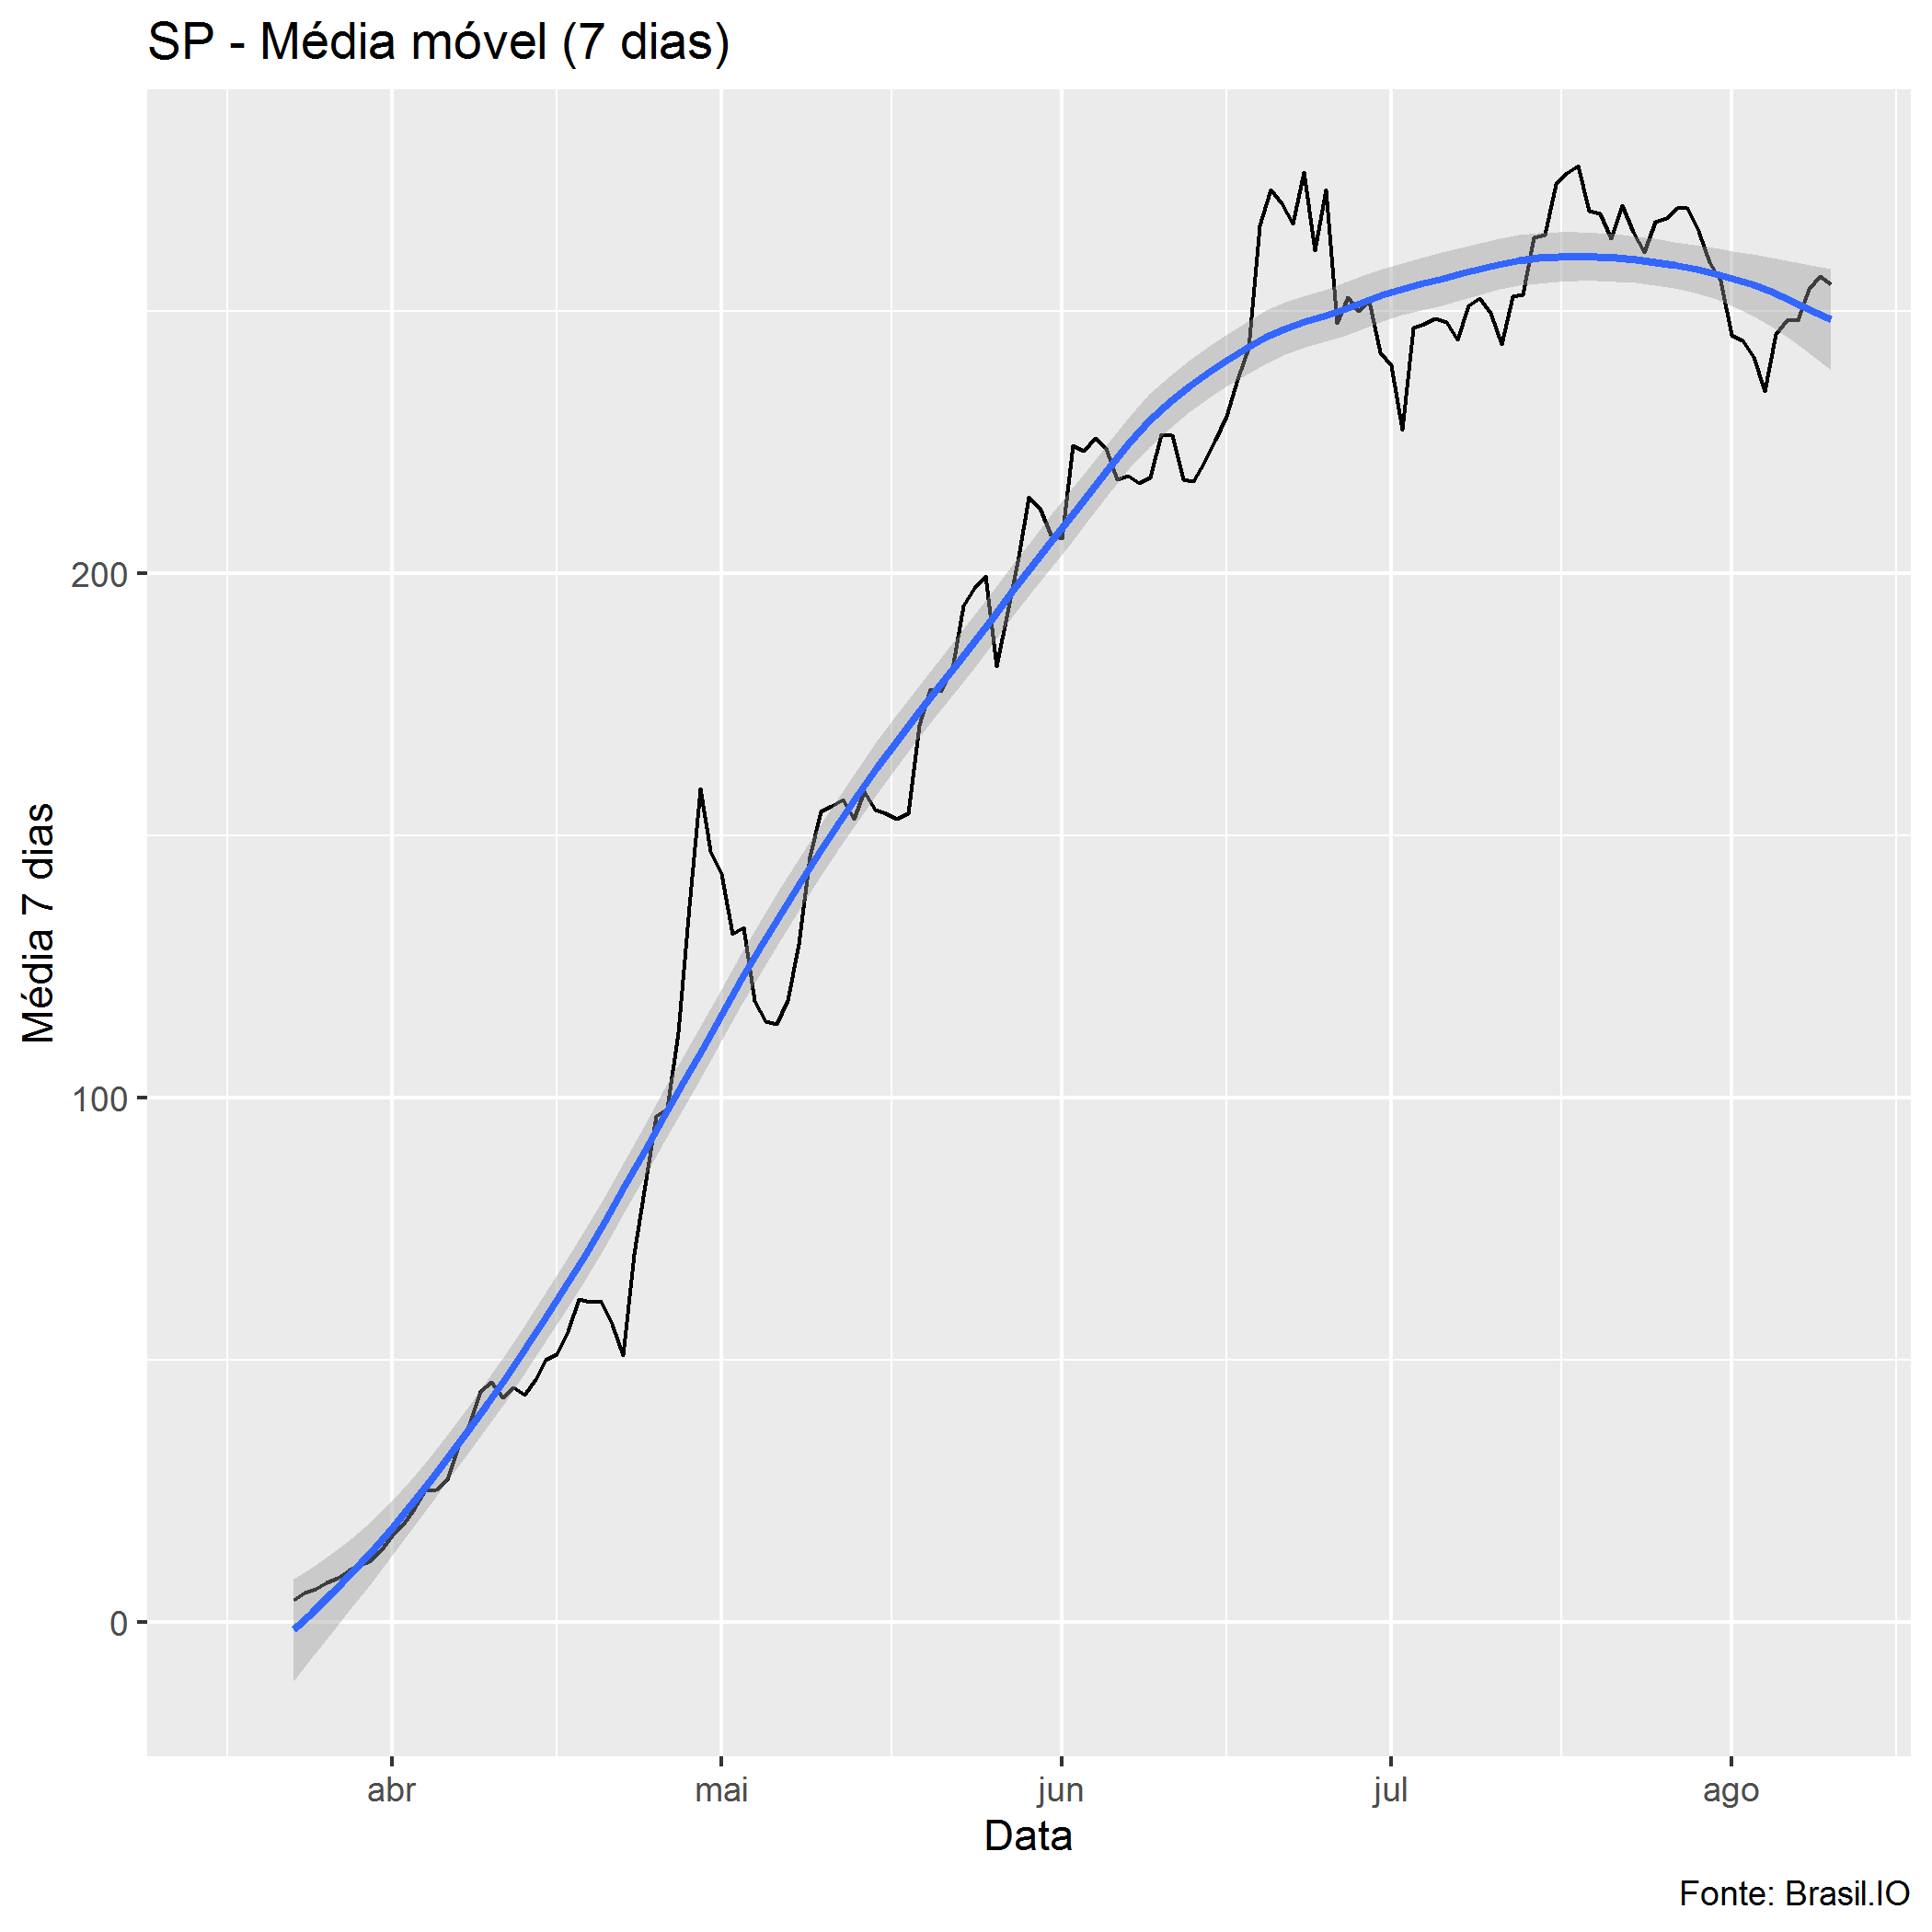 SP - Média móvel (7 dias)
Média 7 dias
200
100
0
abr mai jun jul ago
Data
Fonte: Brasil.IO